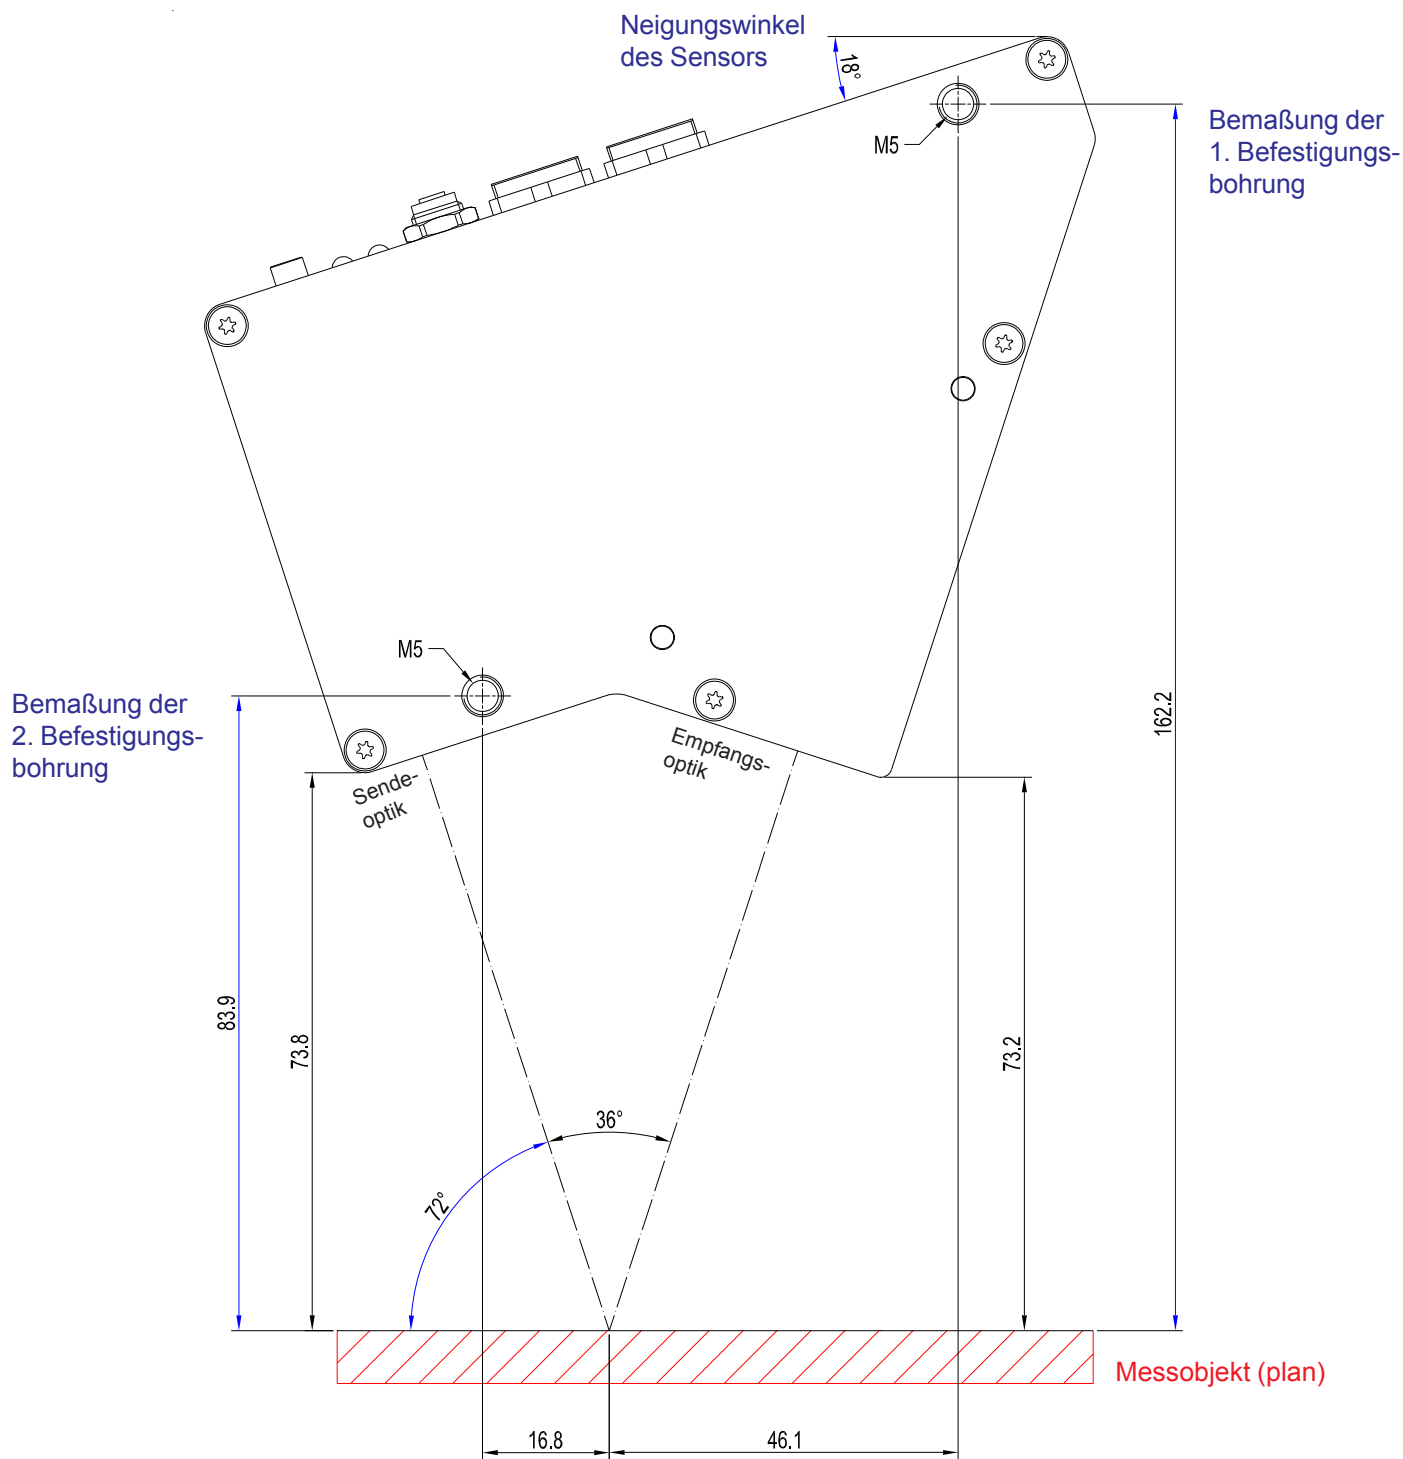 Neigungswinkel
des Sensors
18°
M5
Bemaßung der
1. Befestigungs-
bohrung
M5
Bemaßung der
2. Befestigungs-
bohrung
162.2
Empfangs-
optik
Sende-
optik
83.9
73.8
73.2
36°
72°
Messobjekt (plan)
16.8
46.1